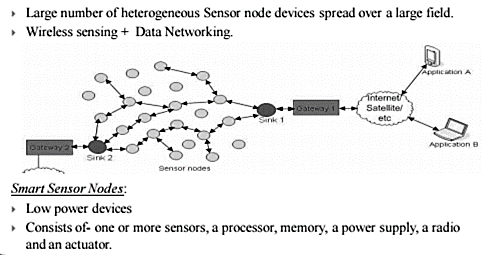 Large number of heterogeneous Sensor node devices spread over a large field.
Wireless sensing + Data Networking.
Application A
Internet/
Satellite/
etc
Gateway 1
Sink 1
Application B
Gateway 2
Sink 2
Sensor nodes
Smart Sensor Nodes:
Low power devices
Consists of- one or more sensors, a processor, memory, a power supply, a radio
and an actuator.